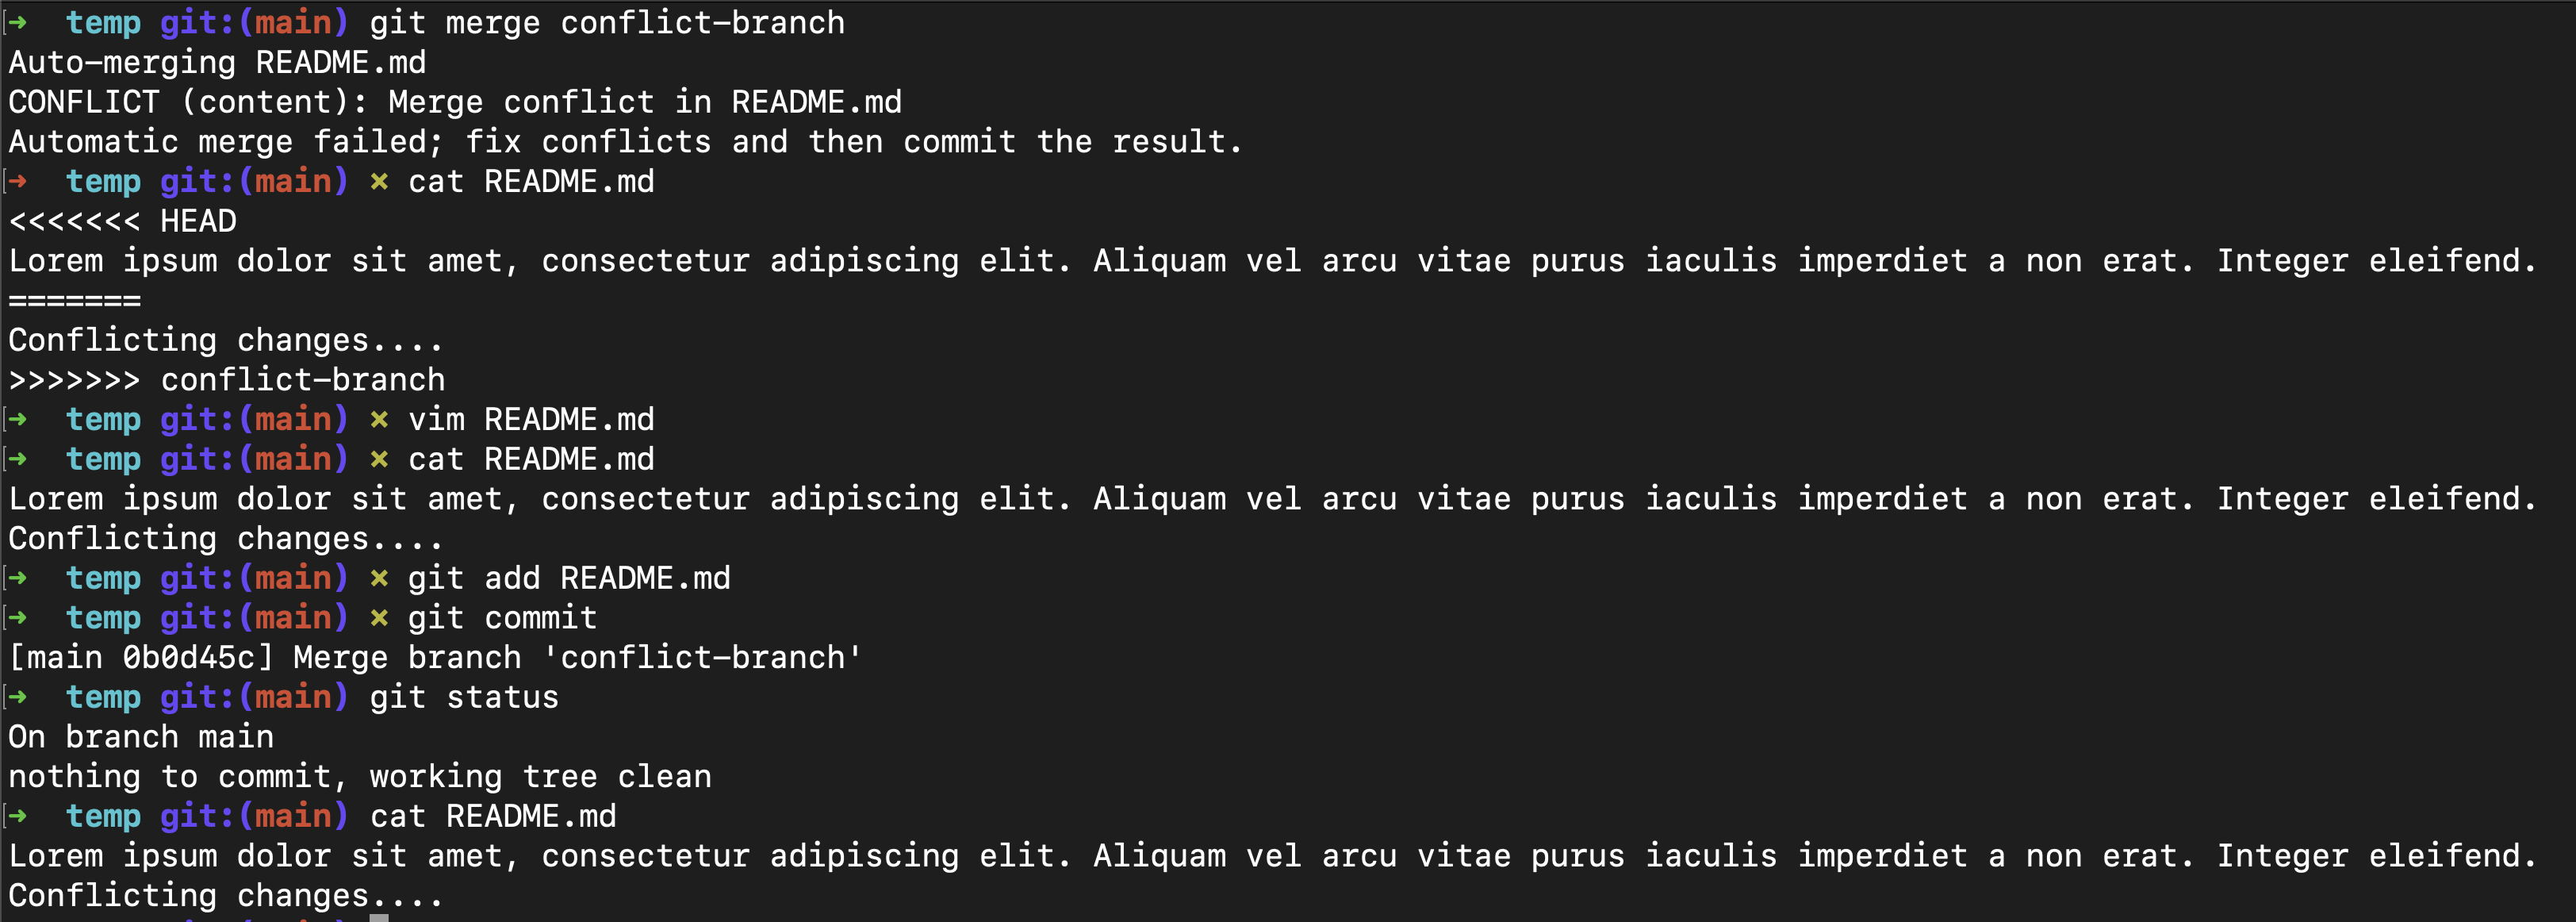 ➜  temp git:(main) git merge conflict-branch
Auto-merging README.md
CONFLICT (content): Merge conflict in README.md
Automatic merge failed; fix conflicts and then commit the result.
➜  temp git:(main) ✗ cat README.md
<<<<<<< HEAD
Lorem ipsum dolor sit amet, consectetur adipiscing elit. Aliquam vel arcu vitae purus iaculis imperdiet a non erat. Integer eleifend.
=======
Conflicting changes....
>>>>>>> conflict-branch
➜  temp git:(main) ✗ vim README.md
➜  temp git:(main) ✗ cat README.md
Lorem ipsum dolor sit amet, consectetur adipiscing elit. Aliquam vel arcu vitae purus iaculis imperdiet a non erat. Integer eleifend.
Conflicting changes....
➜  temp git:(main) ✗ git add README.md
➜  temp git:(main) ✗ git commit
[main 0b0d45c] Merge branch 'conflict-branch'
➜  temp git:(main) git status
On branch main
nothing to commit, working tree clean
➜  temp git:(main) cat README.md
Lorem ipsum dolor sit amet, consectetur adipiscing elit. Aliquam vel arcu vitae purus iaculis imperdiet a non erat. Integer eleifend.
Conflicting changes....